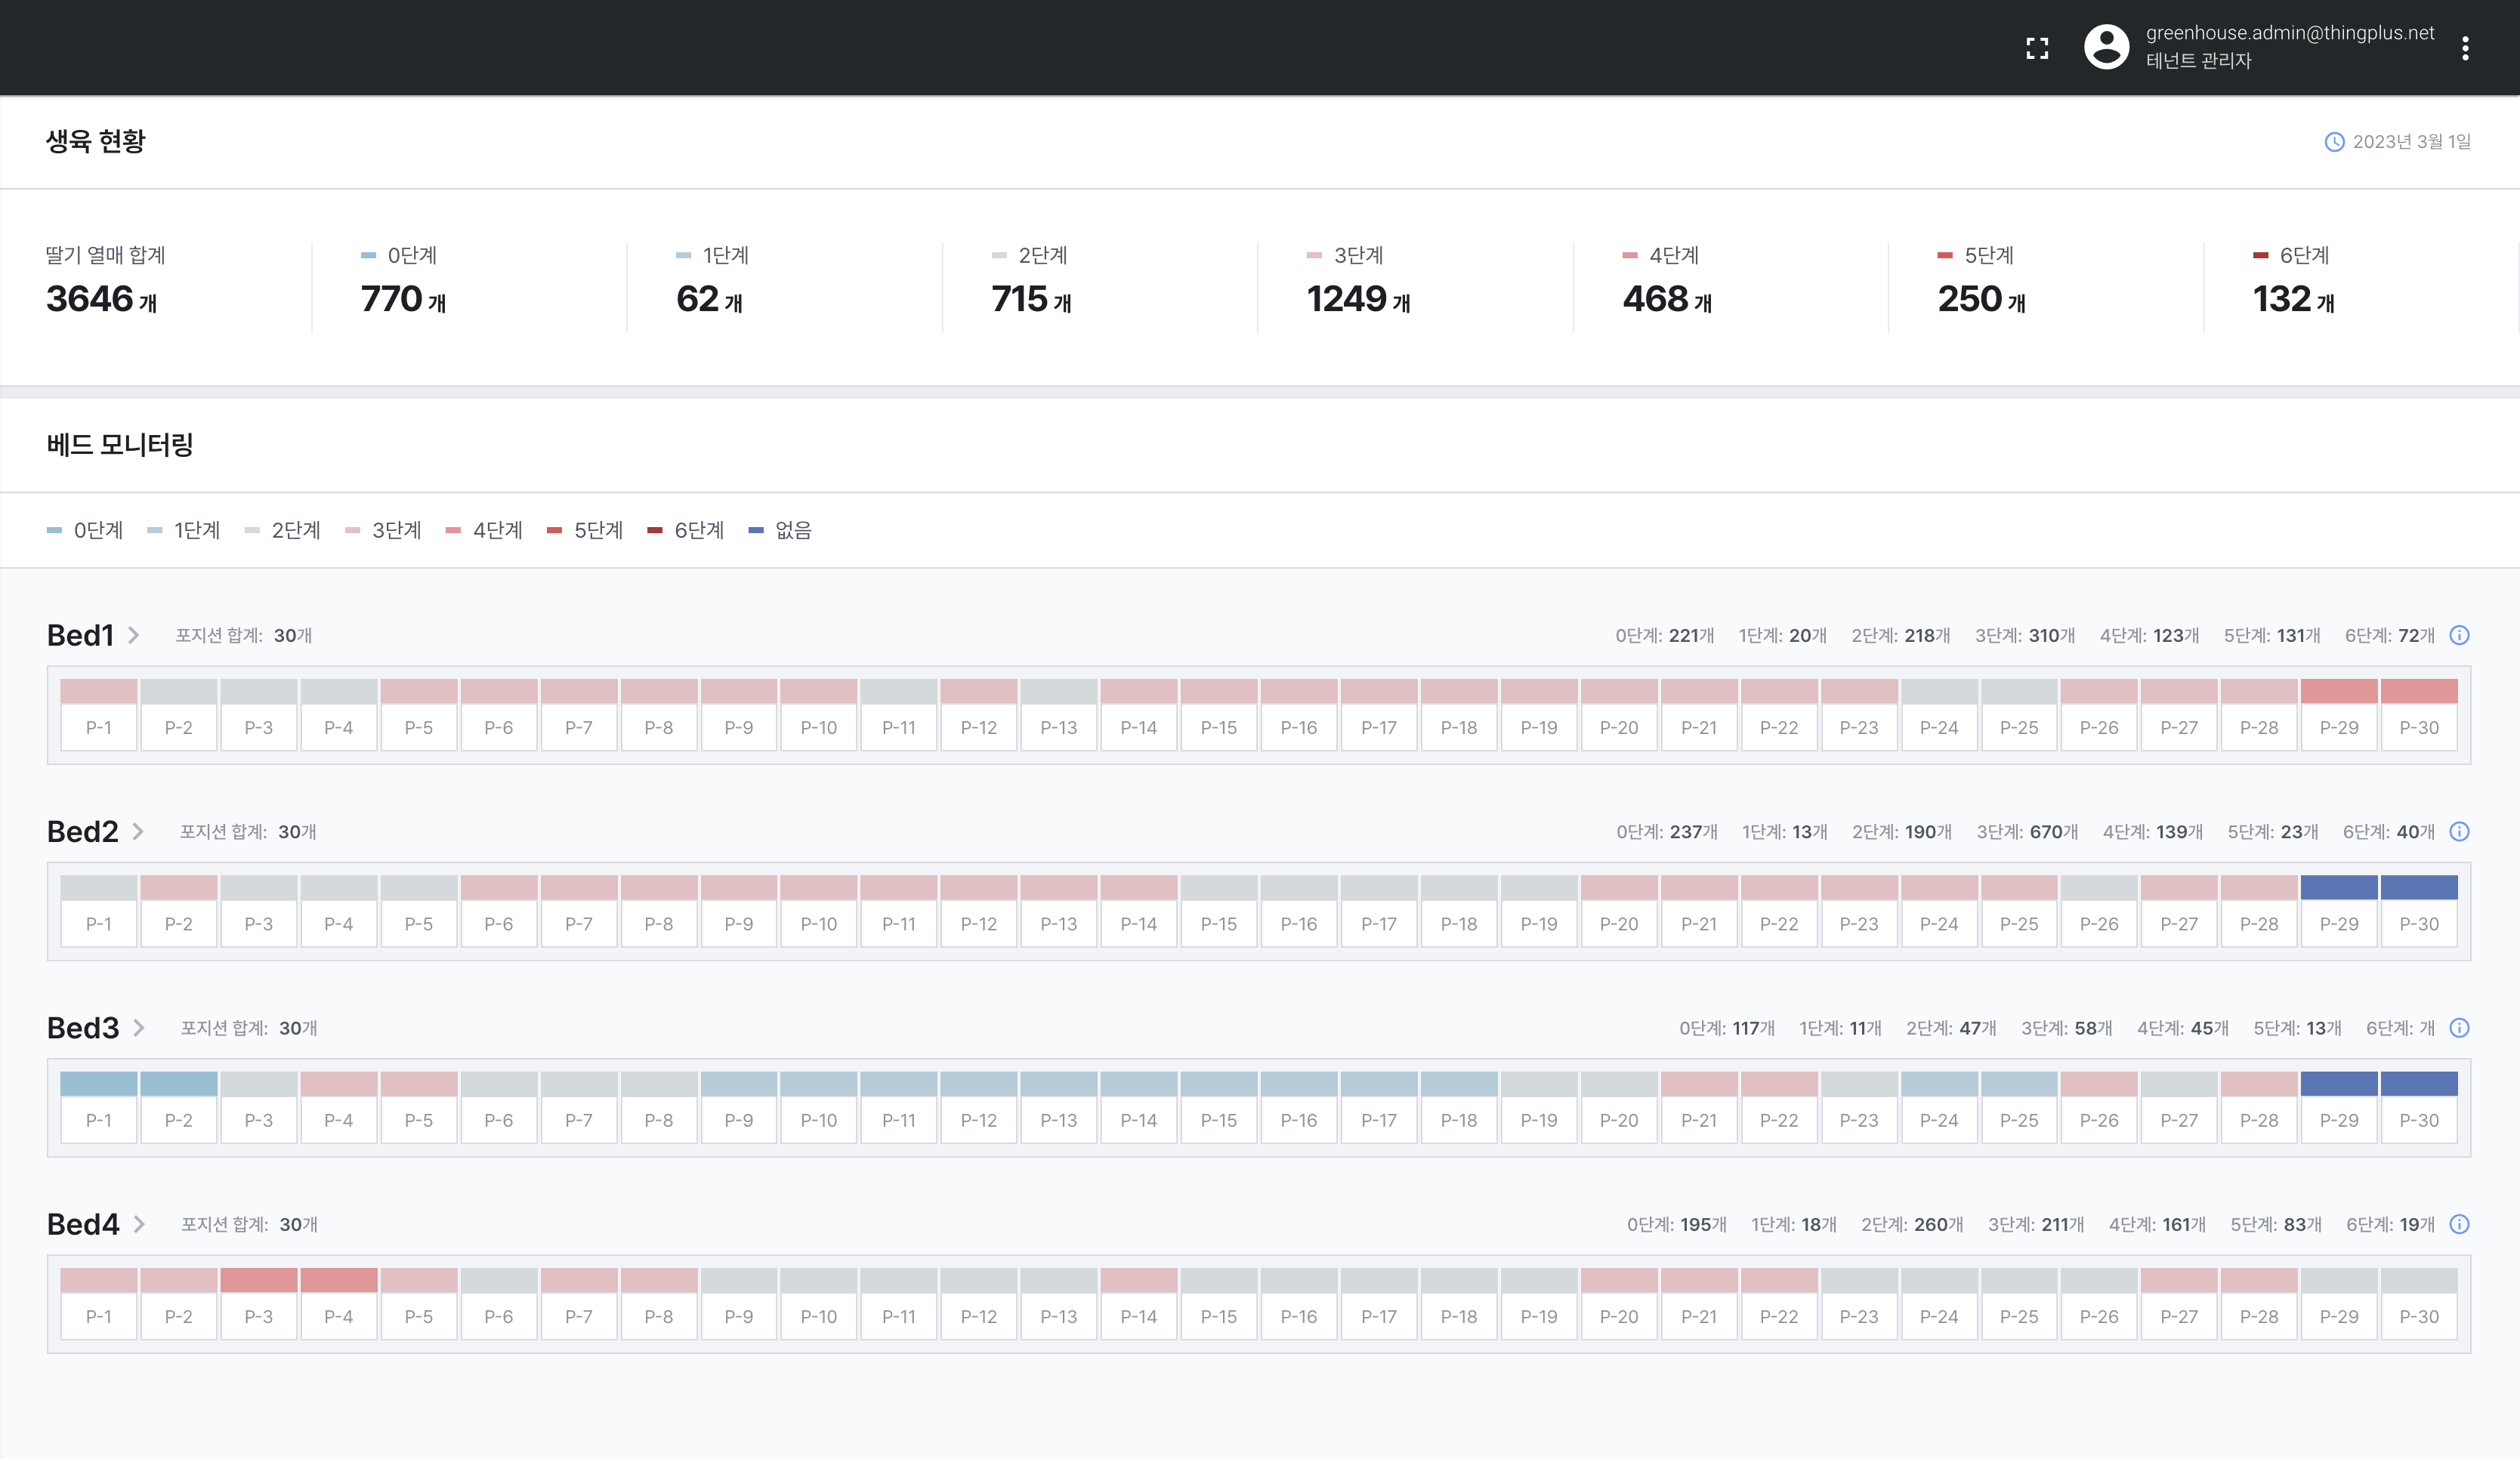 greenhouse.admin@thingplus.net
테넌트 관리자
생육 현황
2023년 3월 1일
딸기 열매 합계
3646 개
0단계
770 개
1단계
62 개
2단계
715 개
3단계
1249 개
4단계
468 개
5단계
250 개
6단계
132 개
베드 모니터링
0단계 1단계 2단계 3단계 4단계 5단계 6단계 없음
Bed1 포지션 합계: 30개 0단계: 221개 1단계: 20개 2단계: 218개 3단계: 310개 4단계: 123개 5단계: 131개 6단계: 72개
P-1 P-2 P-3 P-4 P-5 P-6 P-7 P-8 P-9 P-10 P-11 P-12 P-13 P-14 P-15 P-16 P-17 P-18 P-19 P-20 P-21 P-22 P-23 P-24 P-25 P-26 P-27 P-28 P-29 P-30
Bed2 포지션 합계: 30개 0단계: 237개 1단계: 13개 2단계: 190개 3단계: 670개 4단계: 139개 5단계: 23개 6단계: 40개
P-1 P-2 P-3 P-4 P-5 P-6 P-7 P-8 P-9 P-10 P-11 P-12 P-13 P-14 P-15 P-16 P-17 P-18 P-19 P-20 P-21 P-22 P-23 P-24 P-25 P-26 P-27 P-28 P-29 P-30
Bed3 포지션 합계: 30개 0단계: 117개 1단계: 11개 2단계: 47개 3단계: 58개 4단계: 45개 5단계: 13개 6단계: 개
P-1 P-2 P-3 P-4 P-5 P-6 P-7 P-8 P-9 P-10 P-11 P-12 P-13 P-14 P-15 P-16 P-17 P-18 P-19 P-20 P-21 P-22 P-23 P-24 P-25 P-26 P-27 P-28 P-29 P-30
Bed4 포지션 합계: 30개 0단계: 195개 1단계: 18개 2단계: 260개 3단계: 211개 4단계: 161개 5단계: 83개 6단계: 19개
P-1 P-2 P-3 P-4 P-5 P-6 P-7 P-8 P-9 P-10 P-11 P-12 P-13 P-14 P-15 P-16 P-17 P-18 P-19 P-20 P-21 P-22 P-23 P-24 P-25 P-26 P-27 P-28 P-29 P-30